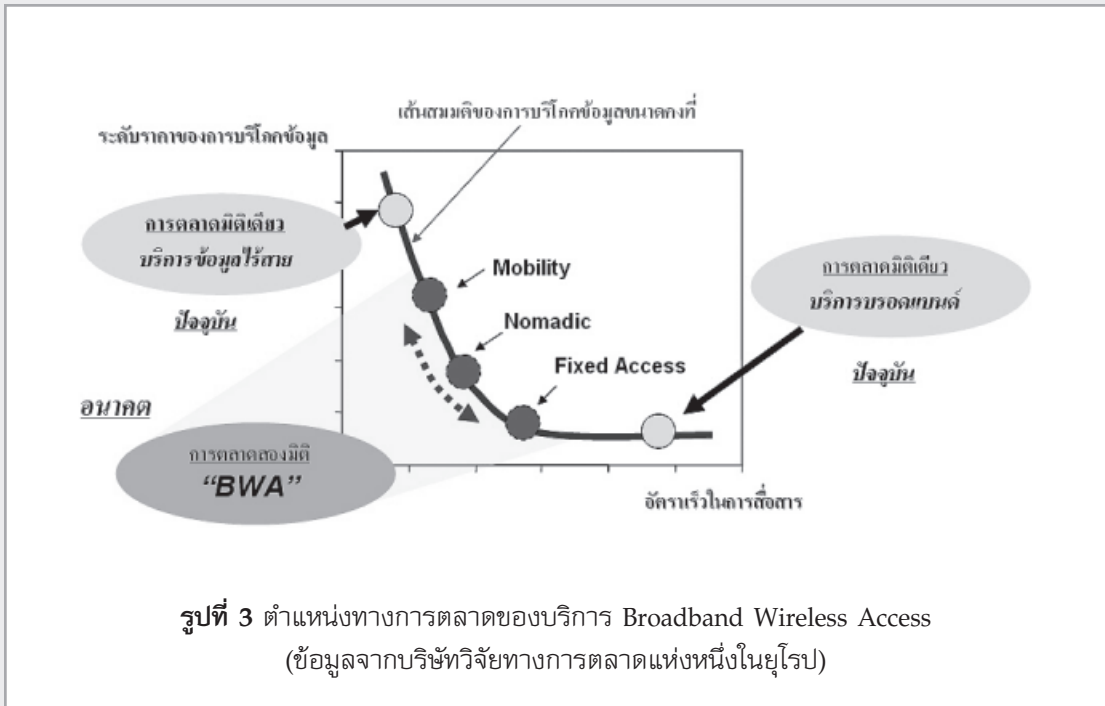 เส้นสมมติของการบริโภคข้อมูลขนาดคงที่
ระดับราคาของการบริโภคข้อมูล
การตลาดมิติเดียว
บริการข้อมูลไร้สาย
ปัจจุบัน
Mobility
Nomadic
Fixed Access
การตลาดมิติเดียว
บริการบรอดแบนด์
ปัจจุบัน
อนาคต
การตลาดสองมิติ
“BWA”
อัตราเร็วในการสื่อสาร
รูปที่ 3 ตำแหน่งทางการตลาดของบริการ Broadband Wireless Access
(ข้อมูลจากบริษัทวิจัยทางการตลาดแห่งหนึ่งในยุโรป)